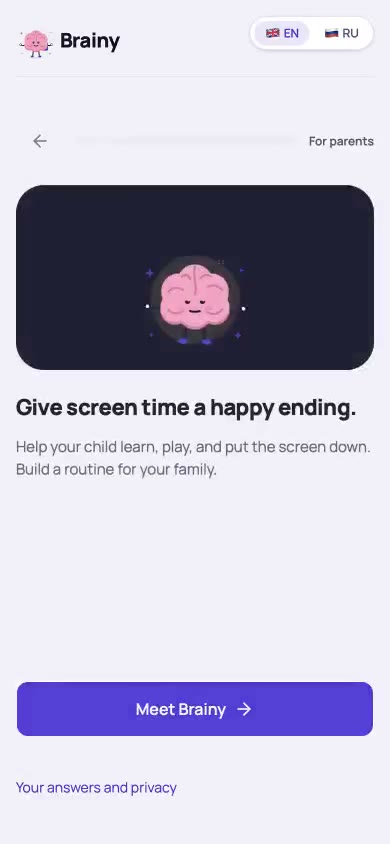 Brainy
🇬🇧 EN
🇷🇺 RU
For parents
Give screen time a happy ending.
Help your child learn, play, and put the screen down.
Build a routine for your family.
Meet Brainy →
Your answers and privacy